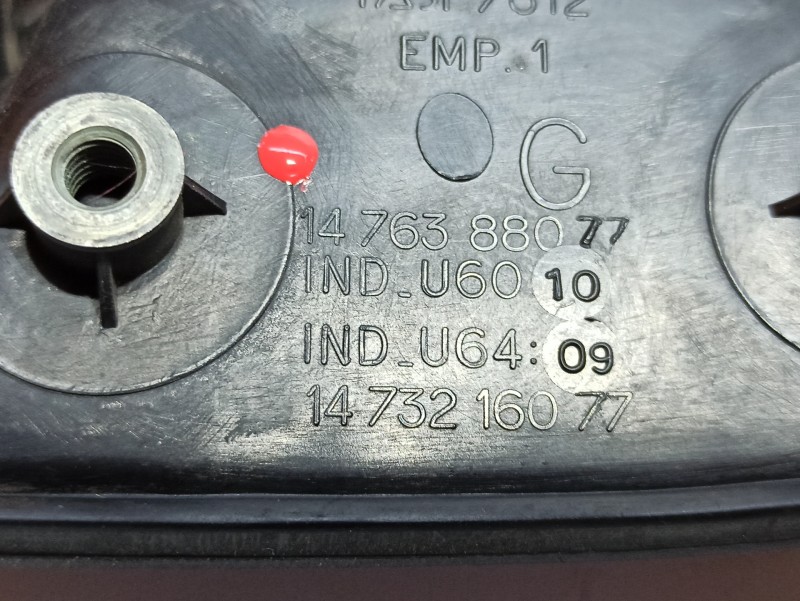 EMP..1
G
14 763 880 77
IND_U60 10
IND_U64: 09
14 732 160 77